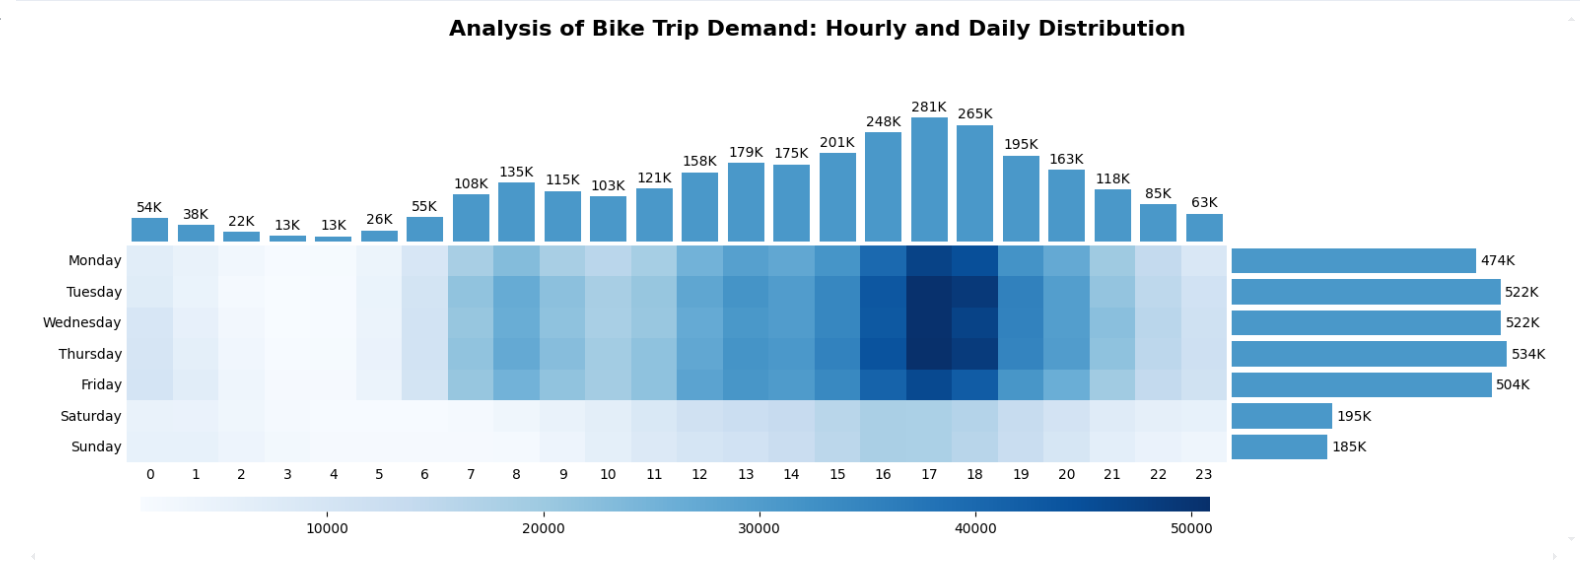 Analysis of Bike Trip Demand: Hourly and Daily Distribution
54K 38K 22K 13K 13K 26K 55K 108K 135K 115K 103K 121K 158K 179K 175K 201K 248K 281K 265K 195K 163K 118K 85K 63K
Monday 474K
Tuesday 522K
Wednesday 522K
Thursday 534K
Friday 504K
Saturday 195K
Sunday 185K
0 1 2 3 4 5 6 7 8 9 10 11 12 13 14 15 16 17 18 19 20 21 22 23
10000 20000 30000 40000 50000